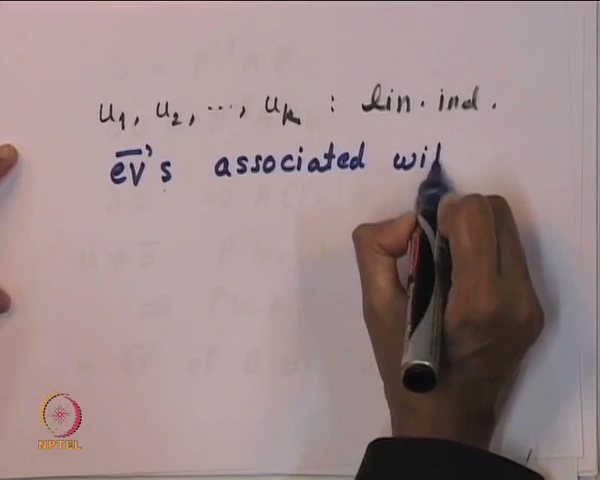 u₁, u₂, ..., uₖ : lin. ind.
ev's associated wi
NPTEL